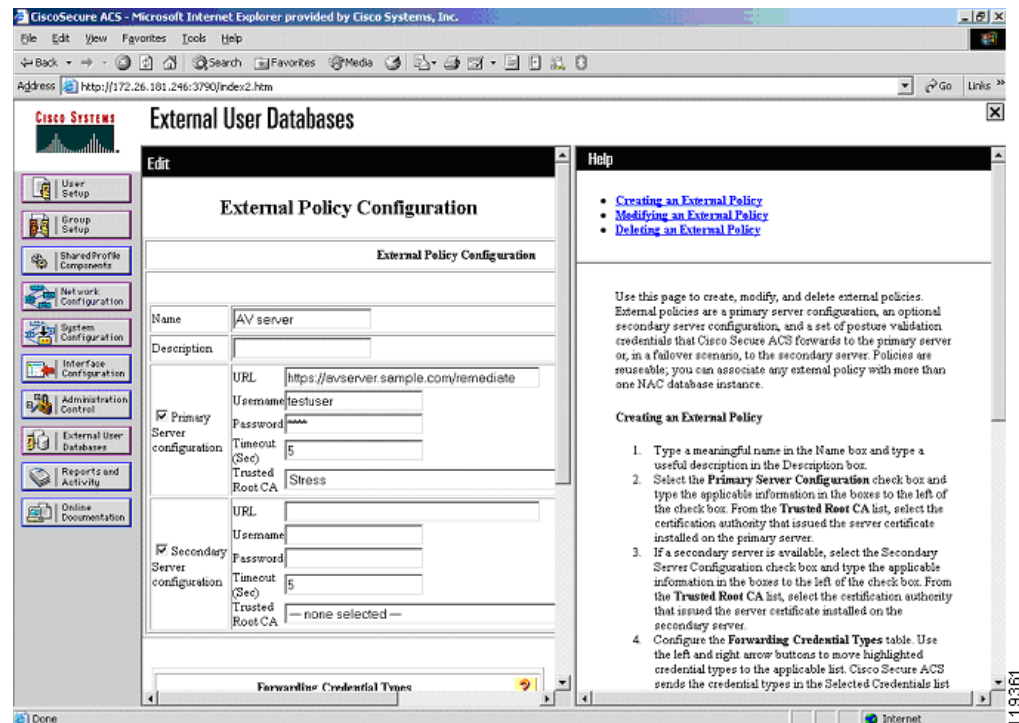 CiscoSecure ACS - Microsoft Internet Explorer provided by Cisco Systems, Inc.
File Edit View Favorites Tools Help
Back Search Favorites Media
Address http://172.26.181.246:3790/index2.htm Go Links »
CISCO SYSTEMS
External User Databases
User Setup
Group Setup
Shared Profile Components
Network Configuration
System Configuration
Interface Configuration
Administration Control
External User Databases
Reports and Activity
Online Documentation
Edit
External Policy Configuration
External Policy Configuration
Name AV server
Description
Primary Server configuration
URL https://avserver.sample.com/remediate
Username testuser
Password ****
Timeout (Sec) 5
Trusted Root CA Stress
Secondary Server configuration
URL
Username
Password
Timeout (Sec) 5
Trusted Root CA — none selected —
Forwarding Credential Types ?
Help
• Creating an External Policy
• Modifying an External Policy
• Deleting an External Policy
Use this page to create, modify, and delete external policies.
External policies are a primary server configuration, an optional
secondary server configuration, and a set of posture validation
credentials that Cisco Secure ACS forwards to the primary server
or, in a failover scenario, to the secondary server. Policies are
reuseable; you can associate any external policy with more than
one NAC database instance.
Creating an External Policy
1. Type a meaningful name in the Name box and type a
useful description in the Description box.
2. Select the Primary Server Configuration check box and
type the applicable information in the boxes to the left of
the check box. From the Trusted Root CA list, select the
certification authority that issued the server certificate
installed on the primary server.
3. If a secondary server is available, select the Secondary
Server Configuration check box and type the applicable
information in the boxes to the left of the check box. From
the Trusted Root CA list, select the certification authority
that issued the server certificate installed on the
secondary server.
4. Configure the Forwarding Credential Types table. Use
the left and right arrow buttons to move highlighted
credential types to the applicable list. Cisco Secure ACS
sends the credential types in the Selected Credentials list
Done
Internet
119361